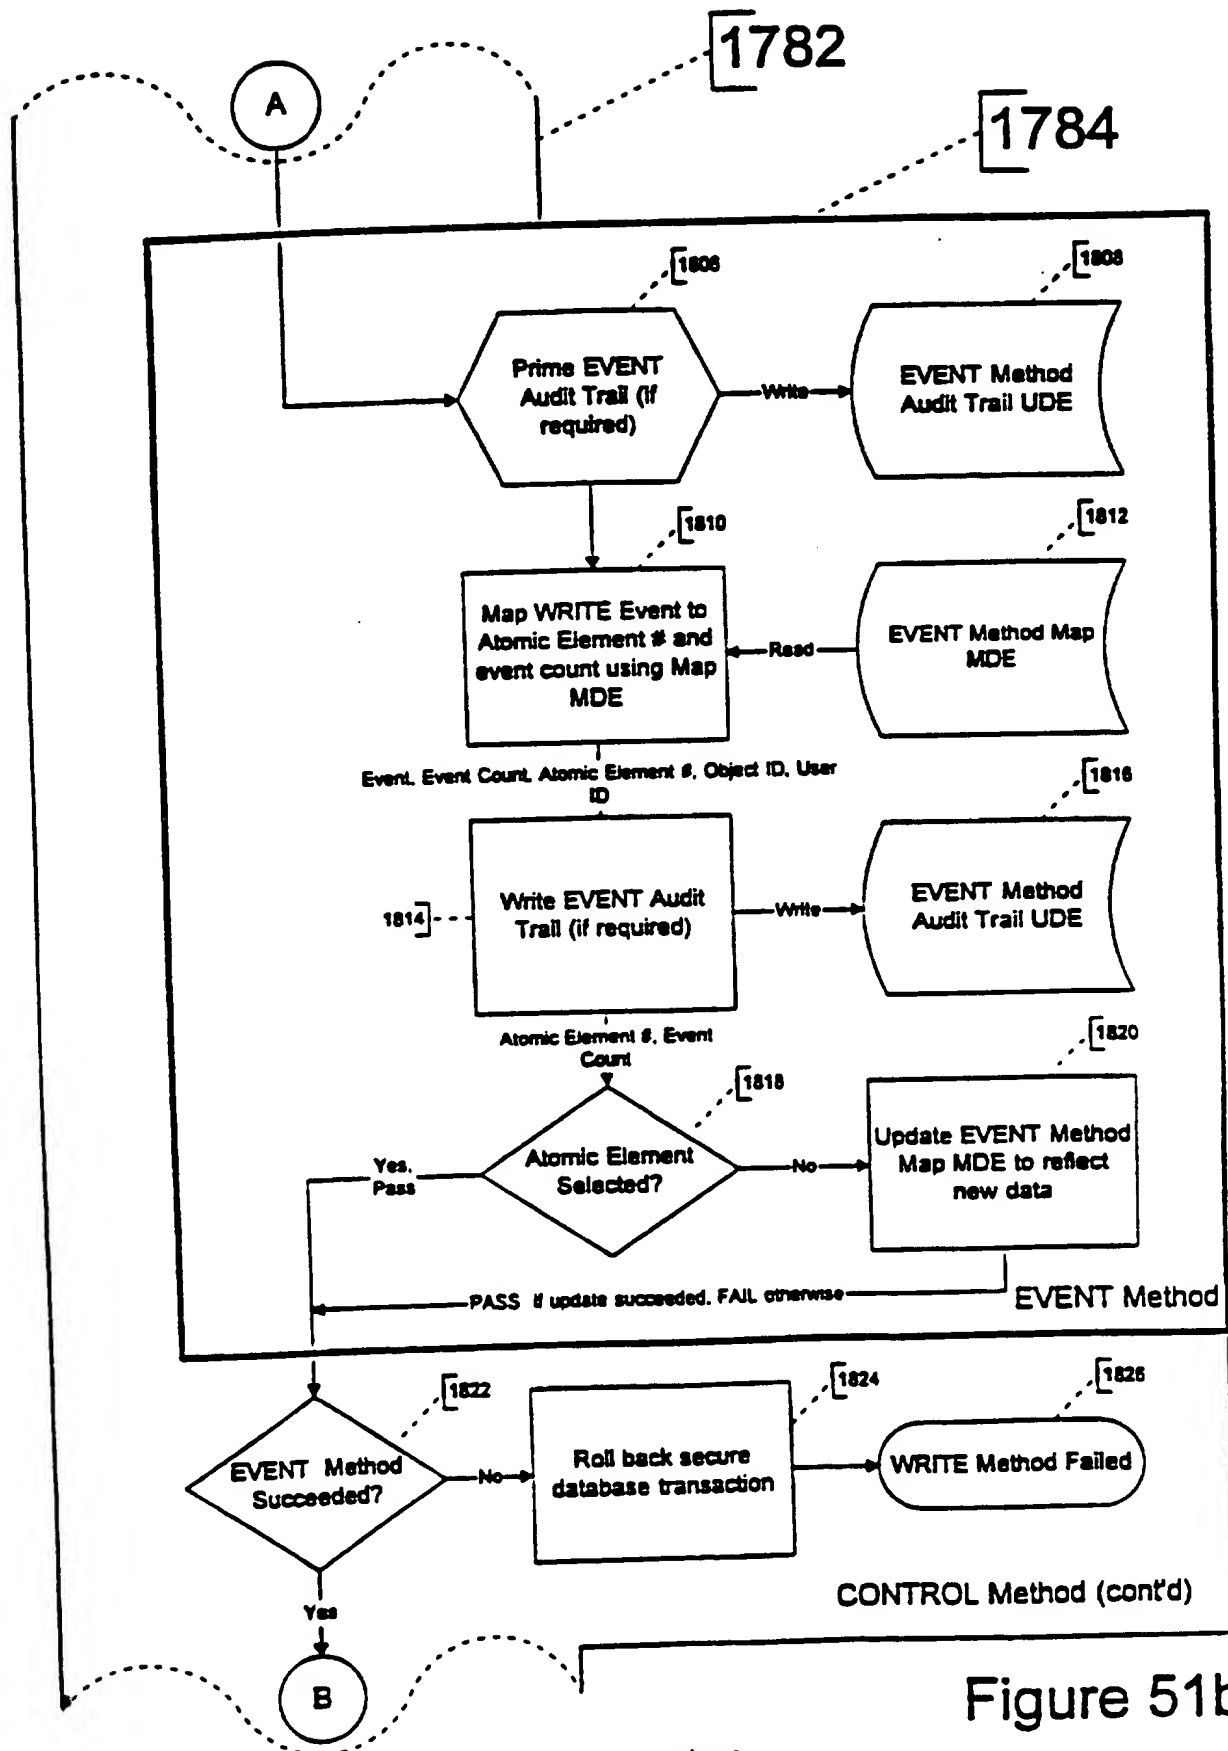 1782
A
1784
1806
1808
Prime EVENT
Audit Trail (if
required)
Write
EVENT Method
Audit Trail UDE
1810
1812
Map WRITE Event to
Atomic Element # and
event count using Map
MDE
Read
EVENT Method Map
MDE
Event, Event Count, Atomic Element #, Object ID, User
ID
1816
1814
Write EVENT Audit
Trail (if required)
Write
EVENT Method
Audit Trail UDE
Atomic Element #, Event
Count
1820
1818
Yes,
Pass
Atomic Element
Selected?
No
Update EVENT Method
Map MDE to reflect
new data
PASS if update succeeded. FAIL otherwise
EVENT Method
1822
1824
1826
EVENT Method
Succeeded?
No
Roll back secure
database transaction
WRITE Method Failed
Yes
CONTROL Method (cont'd)
B
Figure 51b